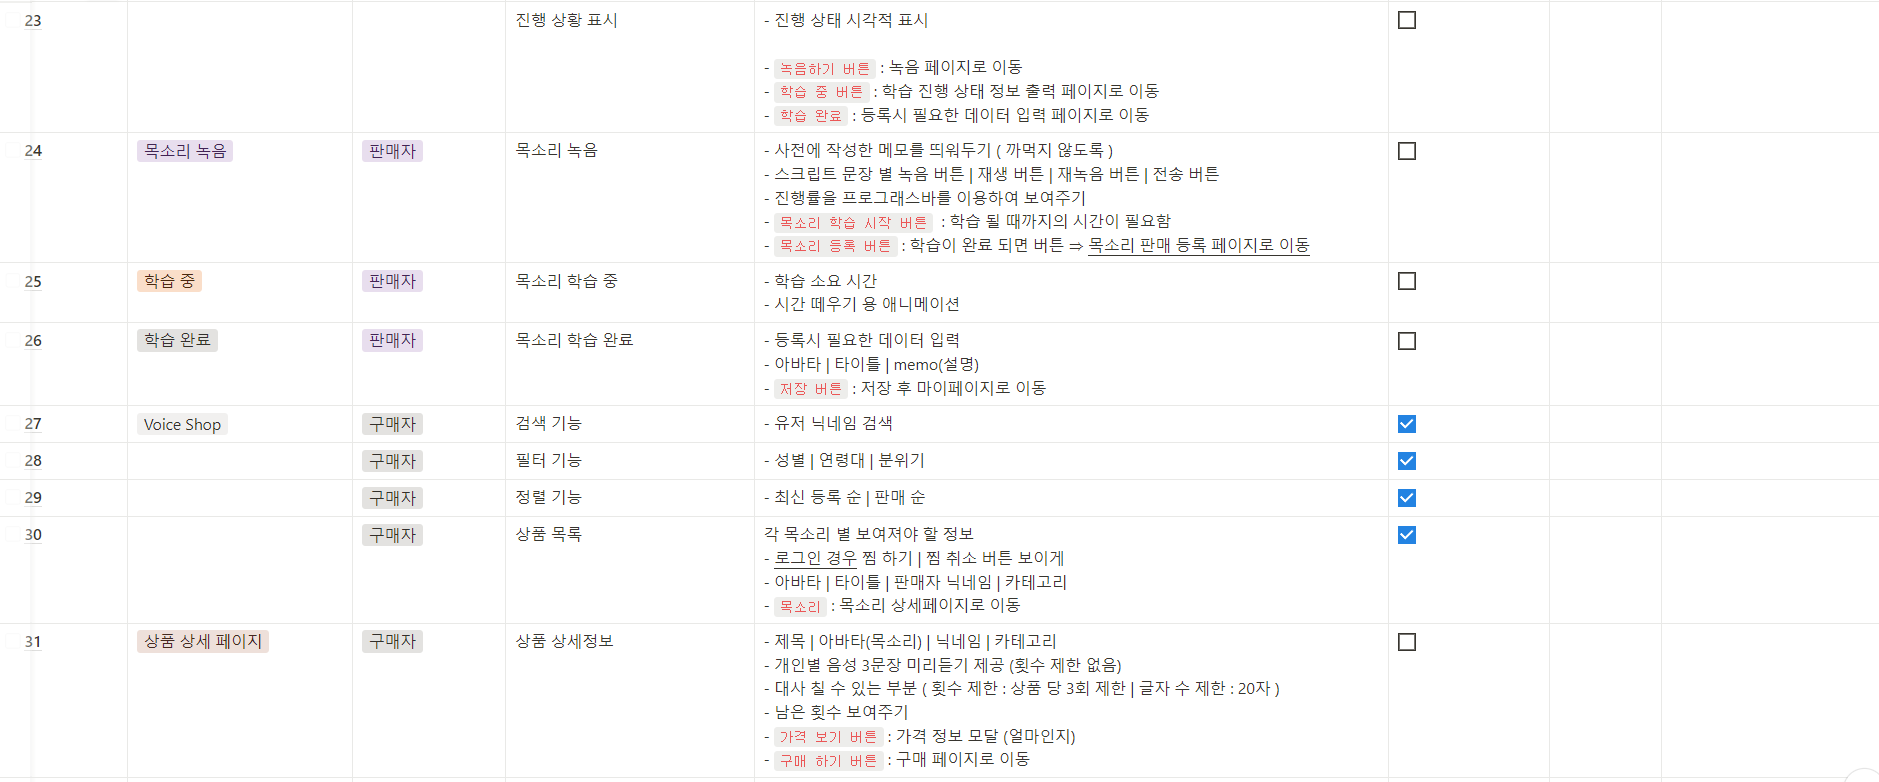 23
진행 상황 표시
- 진행 상태 시각적 표시
- 녹음하기 버튼 : 녹음 페이지로 이동
- 학습 중 버튼 : 학습 진행 상태 정보 출력 페이지로 이동
- 학습 완료 : 등록시 필요한 데이터 입력 페이지로 이동
24
목소리 녹음
판매자
목소리 녹음
- 사전에 작성한 메모를 띄워두기 ( 까먹지 않도록 )
- 스크립트 문장 별 녹음 버튼 | 재생 버튼 | 재녹음 버튼 | 전송 버튼
- 진행률을 프로그래스바를 이용하여 보여주기
- 목소리 학습 시작 버튼 : 학습 될 때까지의 시간이 필요함
- 목소리 등록 버튼 : 학습이 완료 되면 버튼 ⇒ 목소리 판매 등록 페이지로 이동
25
학습 중
판매자
목소리 학습 중
- 학습 소요 시간
- 시간 떼우기 용 애니메이션
26
학습 완료
판매자
목소리 학습 완료
- 등록시 필요한 데이터 입력
- 아바타 | 타이틀 | memo(설명)
- 저장 버튼 : 저장 후 마이페이지로 이동
27
Voice Shop
구매자
검색 기능
- 유저 닉네임 검색
28
구매자
필터 기능
- 성별 | 연령대 | 분위기
29
구매자
정렬 기능
- 최신 등록 순 | 판매 순
30
구매자
상품 목록
각 목소리 별 보여져야 할 정보
- 로그인 경우 찜 하기 | 찜 취소 버튼 보이게
- 아바타 | 타이틀 | 판매자 닉네임 | 카테고리
- 목소리 : 목소리 상세페이지로 이동
31
상품 상세 페이지
구매자
상품 상세정보
- 제목 | 아바타(목소리) | 닉네임 | 카테고리
- 개인별 음성 3문장 미리듣기 제공 (횟수 제한 없음)
- 대사 칠 수 있는 부분 ( 횟수 제한 : 상품 당 3회 제한 | 글자 수 제한 : 20자 )
- 남은 횟수 보여주기
- 가격 보기 버튼 : 가격 정보 모달 (얼마인지)
- 구매 하기 버튼 : 구매 페이지로 이동